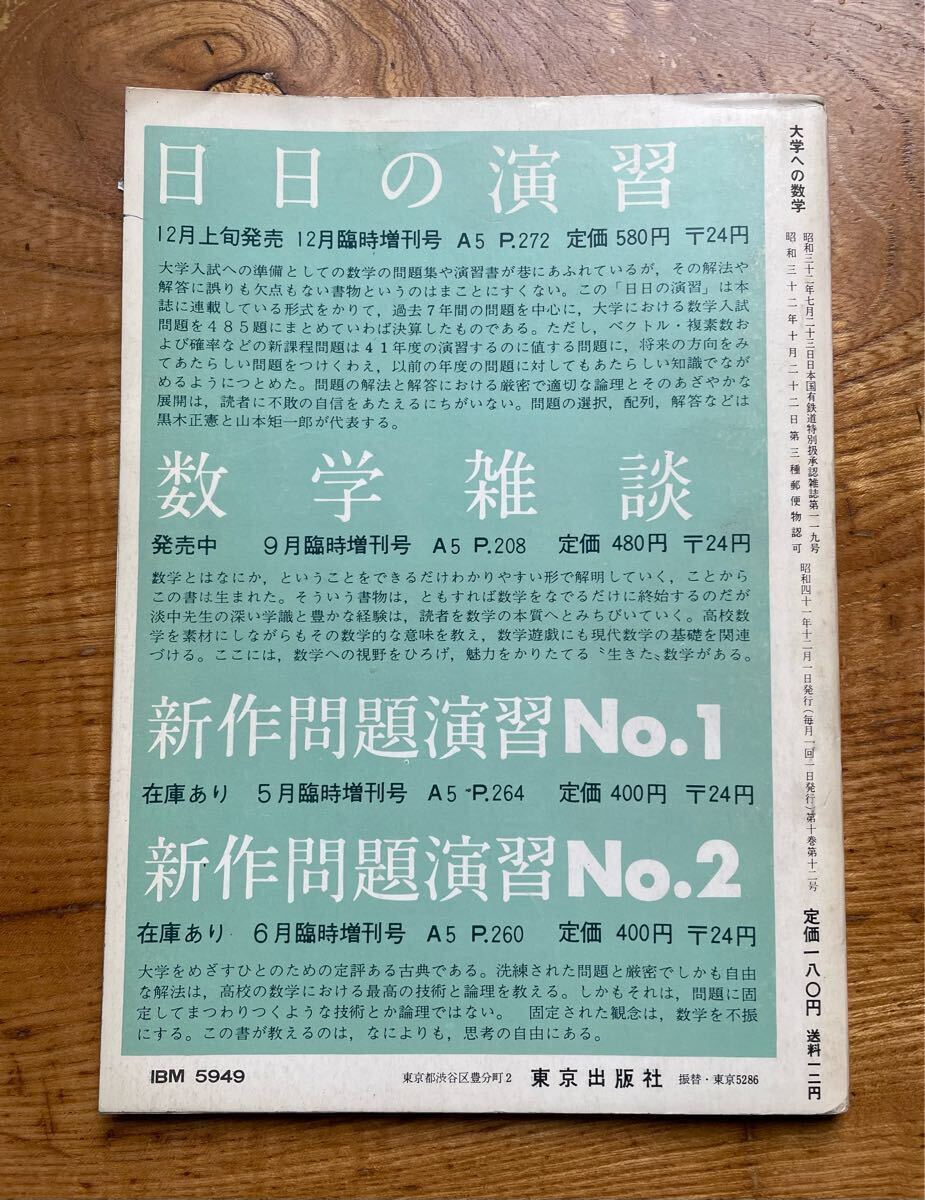 日日の演習
12月上旬発売 12月臨時増刊号 A5 P.272 定価 580円 〒24円
大学入試への準備としての数学の問題集や演習書が巷にあふれているが，その解法や
解答に誤りも欠点もない書物というのはまことにすくない。この「日日の演習」は本
誌に連載している形式をかりて，過去7年間の問題を中心に，大学における数学入試
問題を485題にまとめていわば決算したものである。ただし，ベクトル・複素数お
よび確率などの新課程問題は41年度の演習するのに値する問題に，将来の方向をみ
てあたらしい問題をつけくわえ，以前の年度の問題に対してもあたらしい知識でなが
めるようにつとめた。問題の解法と解答における厳密で適切な論理とそのあざやかな
展開は，読者に不敗の自信をあたえるにちがいない。問題の選択，配列，解答などは
黒木正憲と山本矩一郎が代表する。
数学雑談
発売中 9月臨時増刊号 A5 P.208 定価 480円 〒24円
数学とはなにか，ということをできるだけわかりやすい形で解明していく，ことから
この書は生まれた。そういう書物は，ともすれば数学をなでるだけに終始するのだが
淡中先生の深い学識と豊かな経験は，読者を数学の本質へとみちびいていく。高校数
学を素材にしながらもその数学的な意味を教え，数学遊戯にも現代数学の基礎を関連
づける。ここには，数学への視野をひろげ，魅力をかりたてる〝生きた〟数学がある。
新作問題演習No.1
在庫あり 5月臨時増刊号 A5 P.264 定価 400円 〒24円
新作問題演習No.2
在庫あり 6月臨時増刊号 A5 P.260 定価 400円 〒24円
大学をめざすひとのための定評ある古典である。洗練された問題と厳密でしかも自由
な解法は，高校の数学における最高の技術と論理を教える。しかもそれは，問題に固
定してまつわりつくような技術とか論理ではない。 固定された観念は，数学を不振
にする。この書が教えるのは，なによりも，思考の自由にある。
IBM 5949 東京都渋谷区豊分町2 東京出版社 振替・東京5286
大学への数学
昭和三十二年七月二十三日日本国有鉄道特別扱承認雑誌第一一九号
昭和三十二年十月二十二日第三種郵便物認可
昭和四十一年十二月一日発行(毎月一回一日発行)第十巻第十二号
定価一八〇円 送料一二円